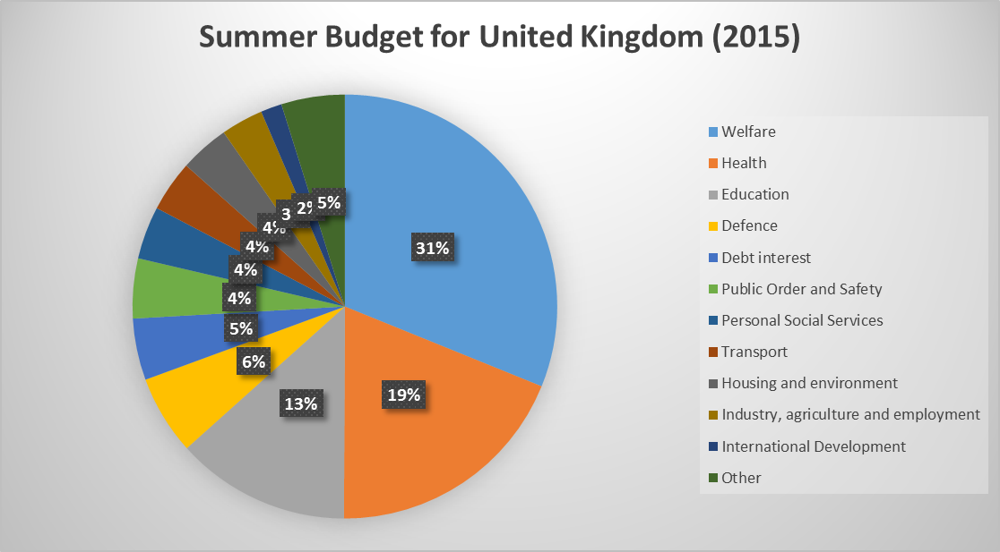 Summer Budget for United Kingdom (2015)
31%
19%
13%
6%
5%
4%
4%
4%
4%
3
2%
5%
Welfare
Health
Education
Defence
Debt interest
Public Order and Safety
Personal Social Services
Transport
Housing and environment
Industry, agriculture and employment
International Development
Other